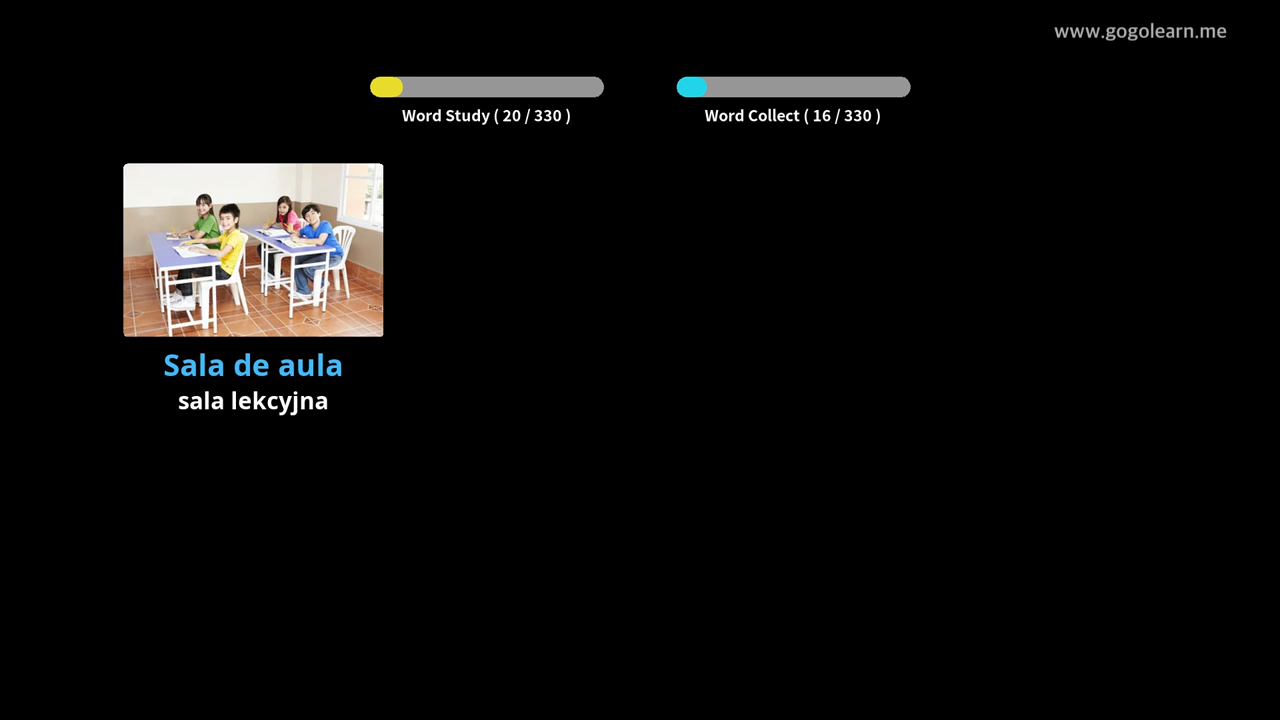 www.gogolearn.me
Word Study ( 20 / 330 )
Word Collect ( 16 / 330 )
Sala de aula
sala lekcyjna